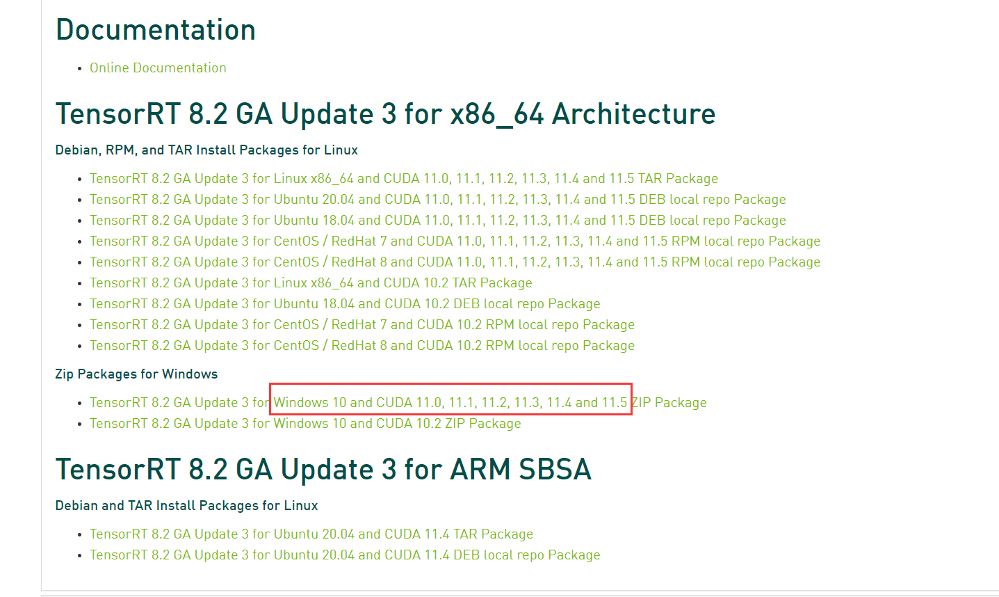 Documentation
Online Documentation
TensorRT 8.2 GA Update 3 for x86_64 Architecture
Debian, RPM, and TAR Install Packages for Linux
TensorRT 8.2 GA Update 3 for Linux x86_64 and CUDA 11.0, 11.1, 11.2, 11.3, 11.4 and 11.5 TAR Package
TensorRT 8.2 GA Update 3 for Ubuntu 20.04 and CUDA 11.0, 11.1, 11.2, 11.3, 11.4 and 11.5 DEB local repo Package
TensorRT 8.2 GA Update 3 for Ubuntu 18.04 and CUDA 11.0, 11.1, 11.2, 11.3, 11.4 and 11.5 DEB local repo Package
TensorRT 8.2 GA Update 3 for CentOS / RedHat 7 and CUDA 11.0, 11.1, 11.2, 11.3, 11.4 and 11.5 RPM local repo Package
TensorRT 8.2 GA Update 3 for CentOS / RedHat 8 and CUDA 11.0, 11.1, 11.2, 11.3, 11.4 and 11.5 RPM local repo Package
TensorRT 8.2 GA Update 3 for Linux x86_64 and CUDA 10.2 TAR Package
TensorRT 8.2 GA Update 3 for Ubuntu 18.04 and CUDA 10.2 DEB local repo Package
TensorRT 8.2 GA Update 3 for CentOS / RedHat 7 and CUDA 10.2 RPM local repo Package
TensorRT 8.2 GA Update 3 for CentOS / RedHat 8 and CUDA 10.2 RPM local repo Package
Zip Packages for Windows
TensorRT 8.2 GA Update 3 for Windows 10 and CUDA 11.0, 11.1, 11.2, 11.3, 11.4 and 11.5 ZIP Package
TensorRT 8.2 GA Update 3 for Windows 10 and CUDA 10.2 ZIP Package
TensorRT 8.2 GA Update 3 for ARM SBSA
Debian and TAR Install Packages for Linux
TensorRT 8.2 GA Update 3 for Ubuntu 20.04 and CUDA 11.4 TAR Package
TensorRT 8.2 GA Update 3 for Ubuntu 20.04 and CUDA 11.4 DEB local repo Package